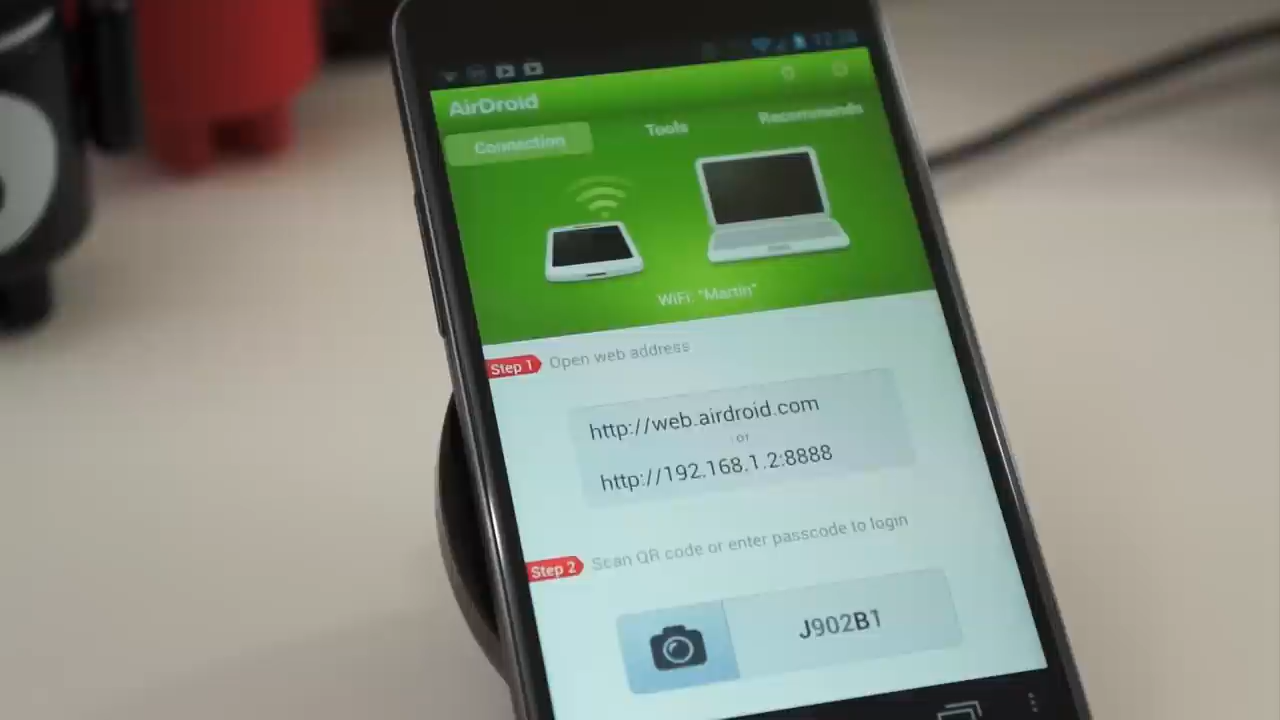 AirDroid
Connection Tools Recommends
WiFi: "Martin"
Step 1 Open web address
http://web.airdroid.com
or
http://192.168.1.2:8888
Step 2 Scan QR code or enter passcode to login
J902B1